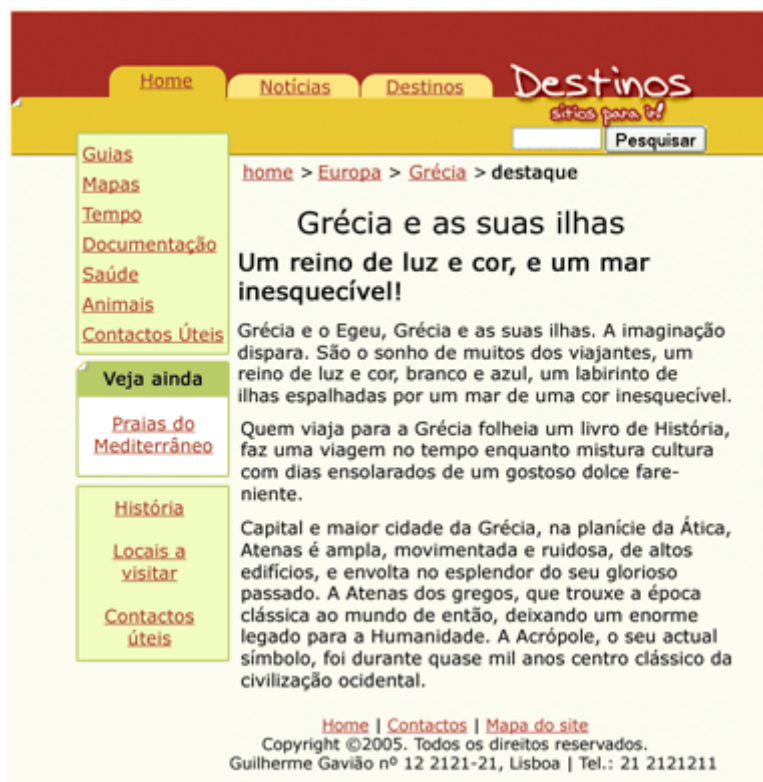 Home
Notícias
Destinos
Destinos
sítios para ir!
Pesquisar
Guias
Mapas
Tempo
Documentação
Saúde
Animais
Contactos Úteis
Veja ainda
Praias do
Mediterrâneo
História
Locais a
visitar
Contactos
úteis
home > Europa > Grécia > destaque
Grécia e as suas ilhas
Um reino de luz e cor, e um mar
inesquecível!
Grécia e o Egeu, Grécia e as suas ilhas. A imaginação
dispara. São o sonho de muitos dos viajantes, um
reino de luz e cor, branco e azul, um labirinto de
ilhas espalhadas por um mar de uma cor inesquecível.
Quem viaja para a Grécia folheia um livro de História,
faz uma viagem no tempo enquanto mistura cultura
com dias ensolarados de um gostoso dolce fare-
niente.
Capital e maior cidade da Grécia, na planície da Ática,
Atenas é ampla, movimentada e ruidosa, de altos
edifícios, e envolta no esplendor do seu glorioso
passado. A Atenas dos gregos, que trouxe a época
clássica ao mundo de então, deixando um enorme
legado para a Humanidade. A Acrópole, o seu actual
símbolo, foi durante quase mil anos centro clássico da
civilização ocidental.
Home | Contactos | Mapa do site
Copyright ©2005. Todos os direitos reservados.
Guilherme Gavião nº 12 2121-21, Lisboa | Tel.: 21 2121211